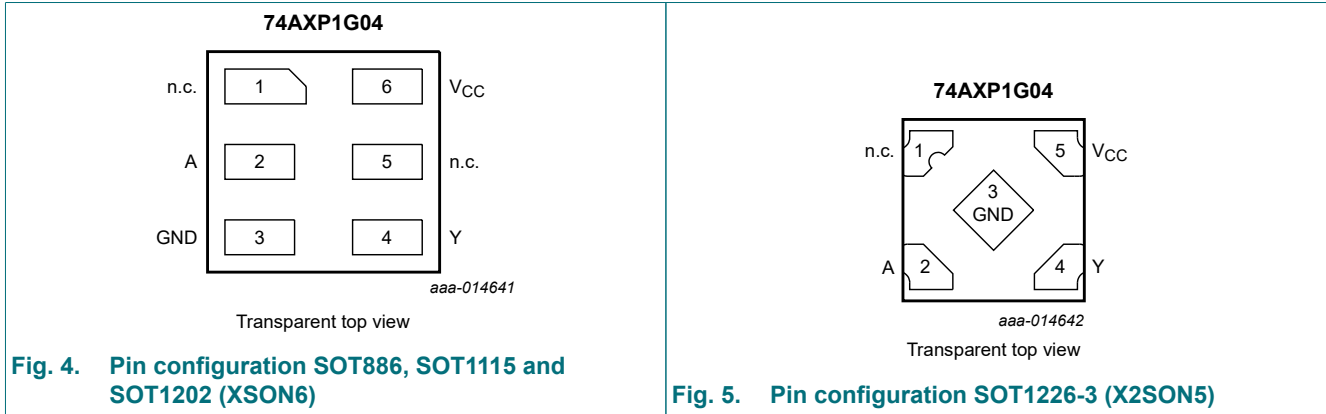 74AXP1G04
n.c. 1 6 VCC
A 2 5 n.c.
GND 3 4 Y
aaa-014641
Transparent top view
Fig. 4. Pin configuration SOT886, SOT1115 and
SOT1202 (XSON6)
74AXP1G04
n.c. 1 5 VCC
3
GND
A 2 4 Y
aaa-014642
Transparent top view
Fig. 5. Pin configuration SOT1226-3 (X2SON5)